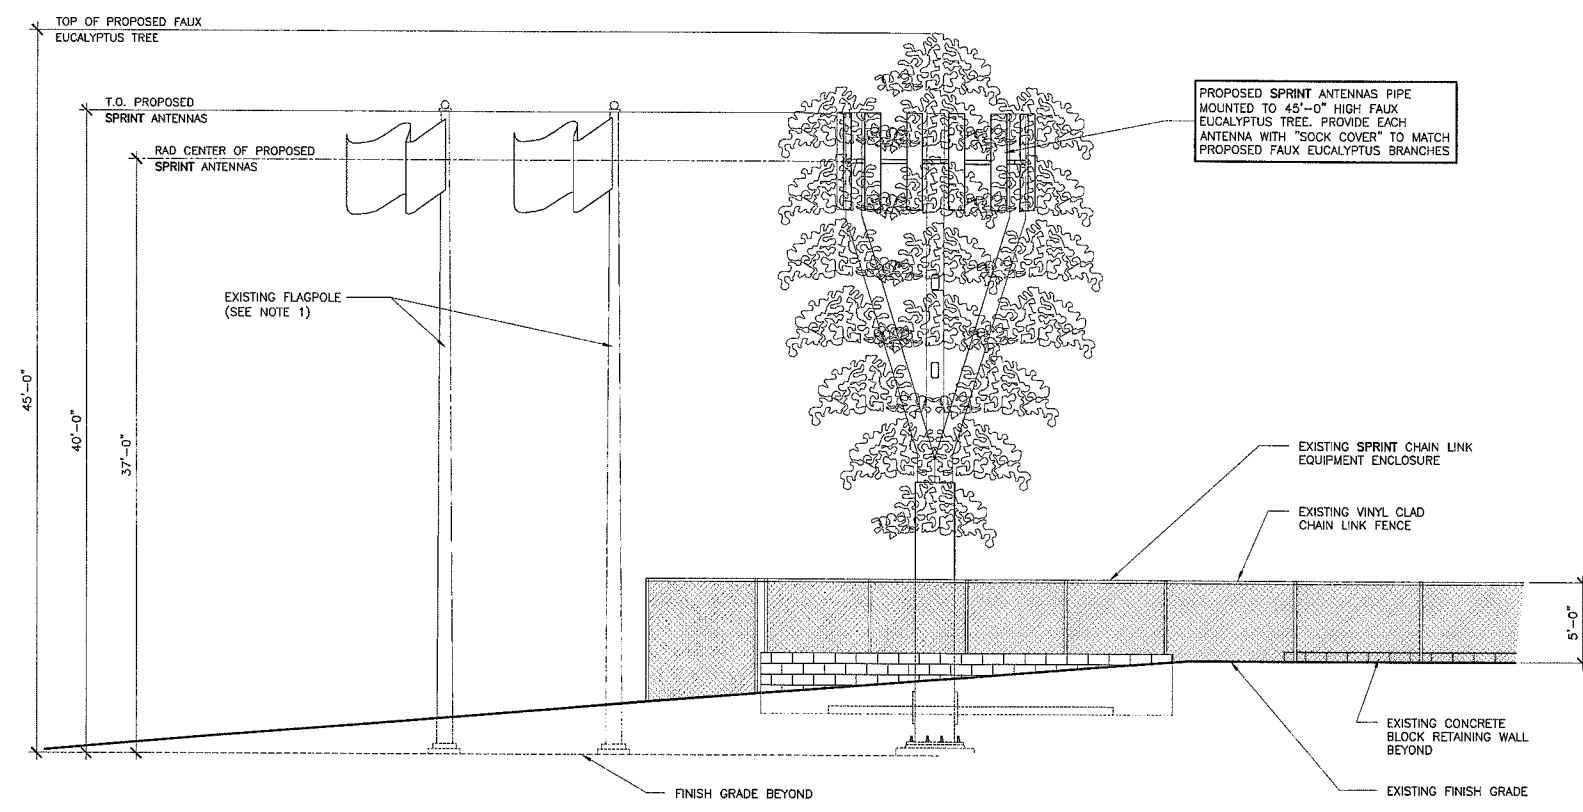 TOP OF PROPOSED FAUX
EUCALYPTUS TREE
T.O. PROPOSED
SPRINT ANTENNAS
RAD CENTER OF PROPOSED
SPRINT ANTENNAS
PROPOSED SPRINT ANTENNAS PIPE
MOUNTED TO 45'-0" HIGH FAUX
EUCALYPTUS TREE. PROVIDE EACH
ANTENNA WITH "SOCK COVER" TO MATCH
PROPOSED FAUX EUCALYPTUS BRANCHES
EXISTING FLAGPOLE
(SEE NOTE 1)
45'-0"
40'-0"
37'-0"
EXISTING SPRINT CHAIN LINK
EQUIPMENT ENCLOSURE
EXISTING VINYL CLAD
CHAIN LINK FENCE
5'-0"
EXISTING CONCRETE
BLOCK RETAINING WALL
BEYOND
EXISTING FINISH GRADE
FINISH GRADE BEYOND